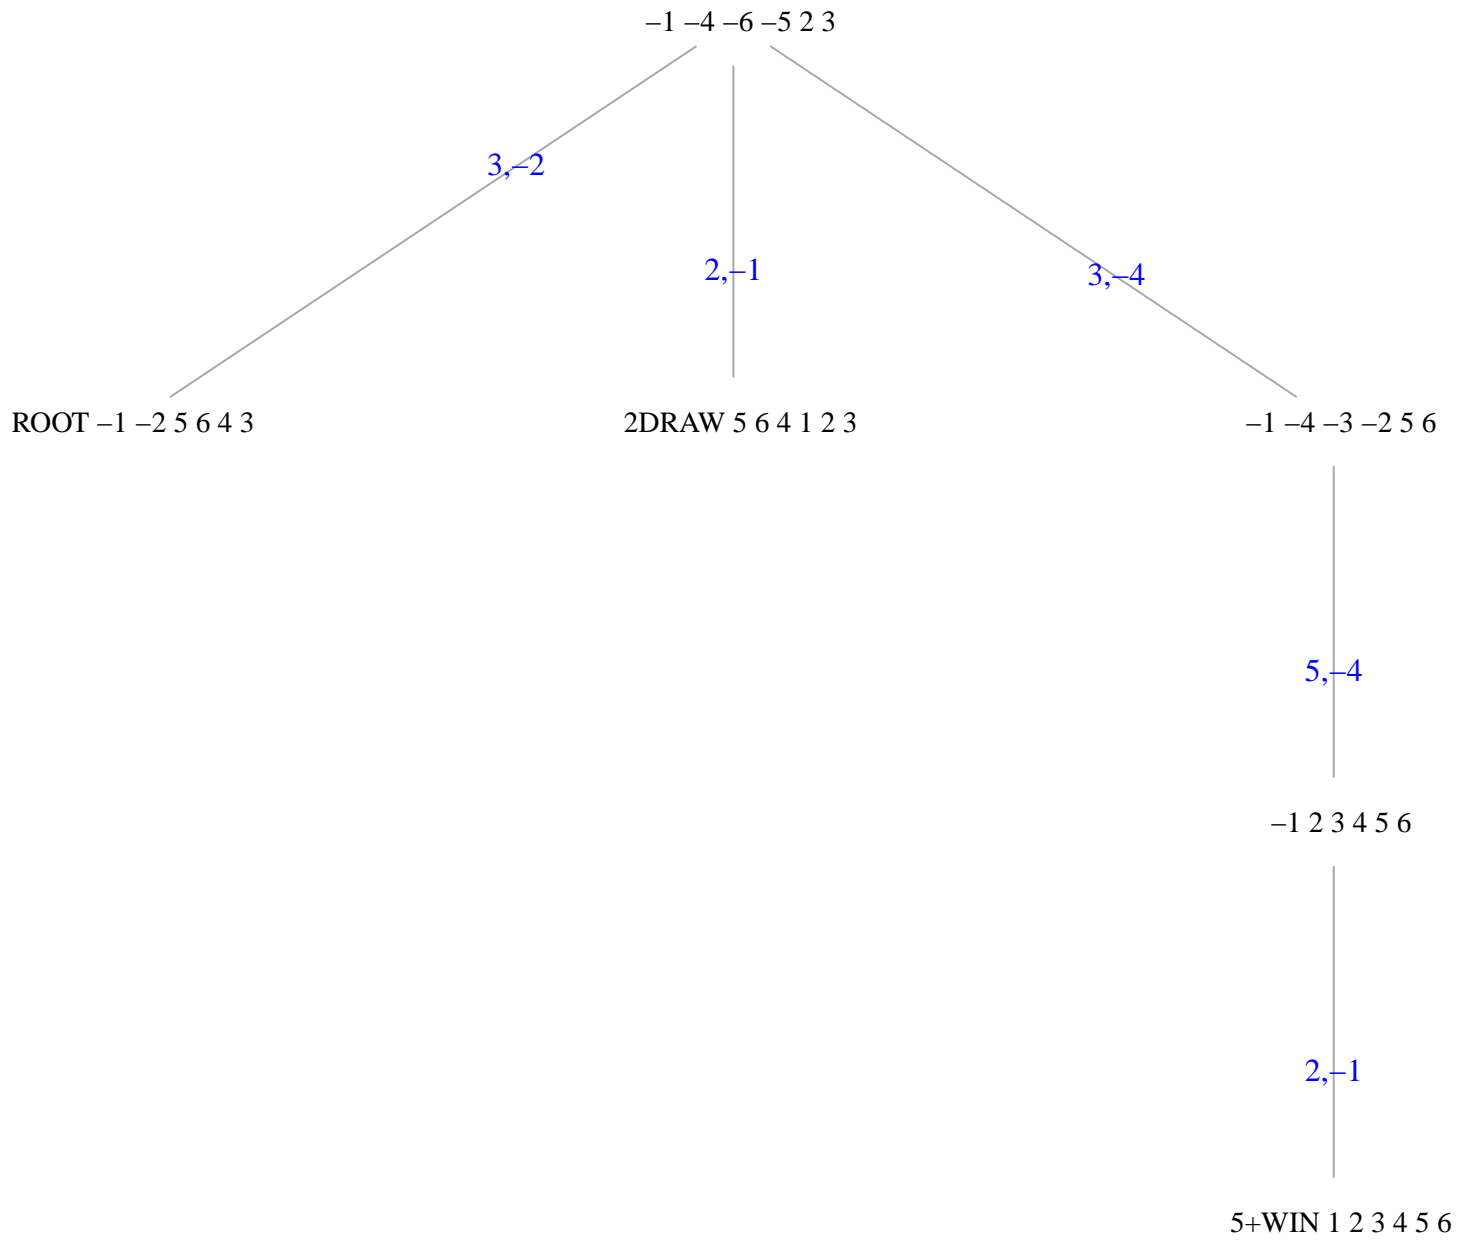 –1 –4 –6 –5 2 3
3,–2
2,–1
3,–4
ROOT –1 –2 5 6 4 3
2DRAW 5 6 4 1 2 3
–1 –4 –3 –2 5 6
5,–4
–1 2 3 4 5 6
2,–1
5+WIN 1 2 3 4 5 6